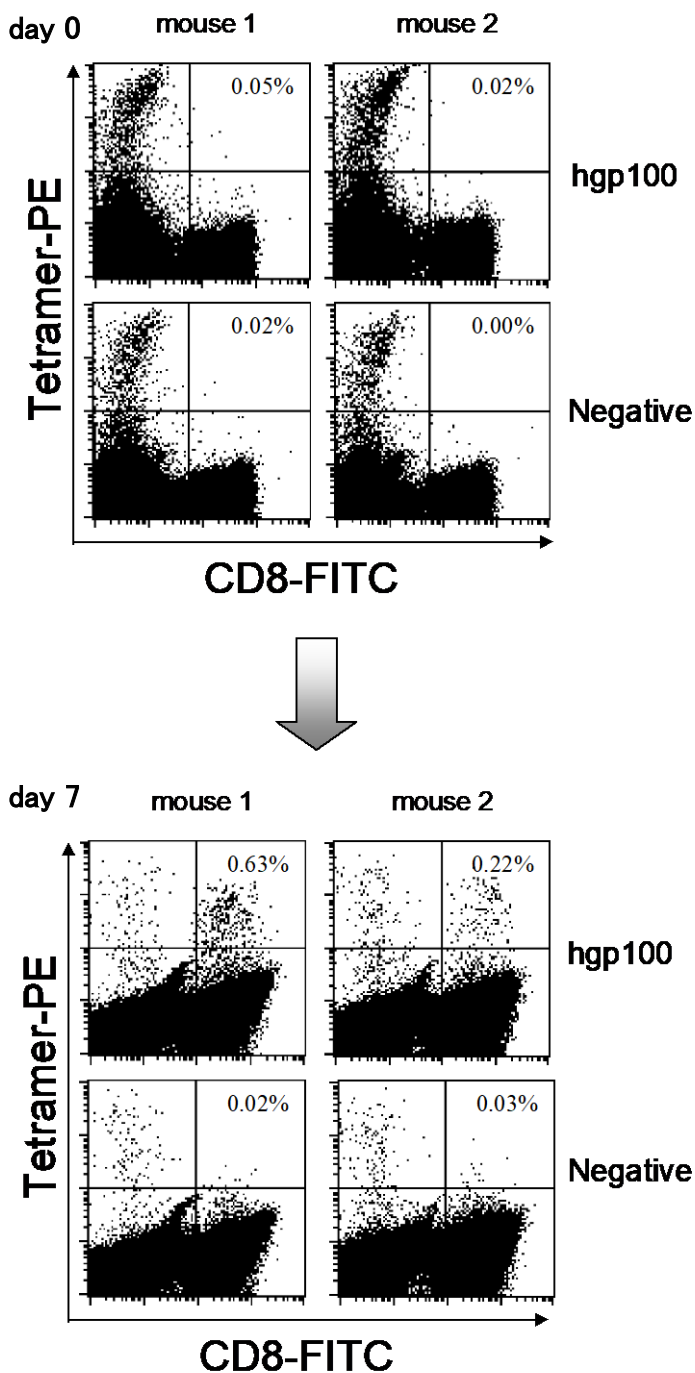 day 0
mouse 1
mouse 2
0.05%
0.02%
hgp100
0.02%
0.00%
Negative
Tetramer-PE
CD8-FITC
day 7
mouse 1
mouse 2
0.63%
0.22%
hgp100
0.02%
0.03%
Negative
Tetramer-PE
CD8-FITC